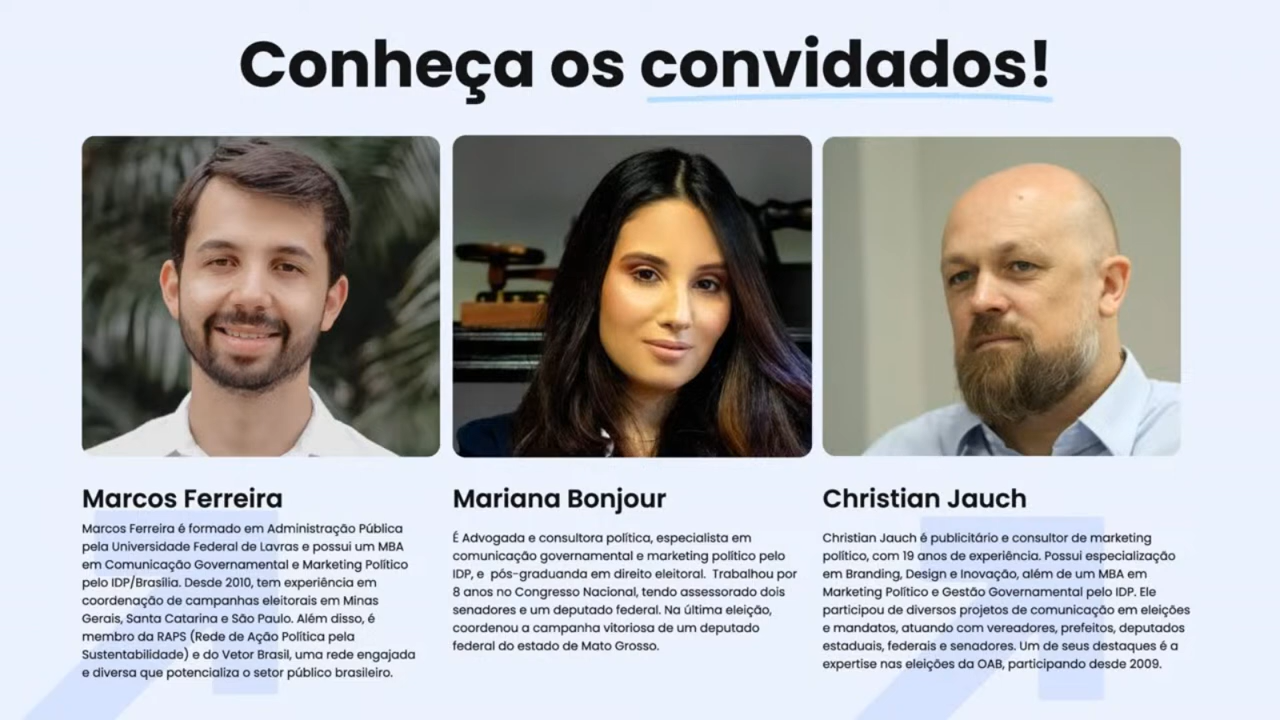 Conheça os convidados!
Marcos Ferreira
Marcos Ferreira é formado em Administração Pública
pela Universidade Federal de Lavras e possui um MBA
em Comunicação Governamental e Marketing Político
pelo IDP/Brasília. Desde 2010, tem experiência em
coordenação de campanhas eleitorais em Minas
Gerais, Santa Catarina e São Paulo. Além disso, é
membro da RAPS (Rede de Ação Política pela
Sustentabilidade) e do Vetor Brasil, uma rede engajada
e diversa que potencializa o setor público brasileiro.
Mariana Bonjour
É Advogada e consultora política, especialista em
comunicação governamental e marketing político pelo
IDP, e pós-graduanda em direito eleitoral. Trabalhou por
8 anos no Congresso Nacional, tendo assessorado dois
senadores e um deputado federal. Na última eleição,
coordenou a campanha vitoriosa de um deputado
federal do estado de Mato Grosso.
Christian Jauch
Christian Jauch é publicitário e consultor de marketing
político, com 19 anos de experiência. Possui especialização
em Branding, Design e Inovação, além de um MBA em
Marketing Político e Gestão Governamental pelo IDP. Ele
participou de diversos projetos de comunicação em eleições
e mandatos, atuando com vereadores, prefeitos, deputados
estaduais, federais e senadores. Um de seus destaques é a
expertise nas eleições da OAB, participando desde 2009.